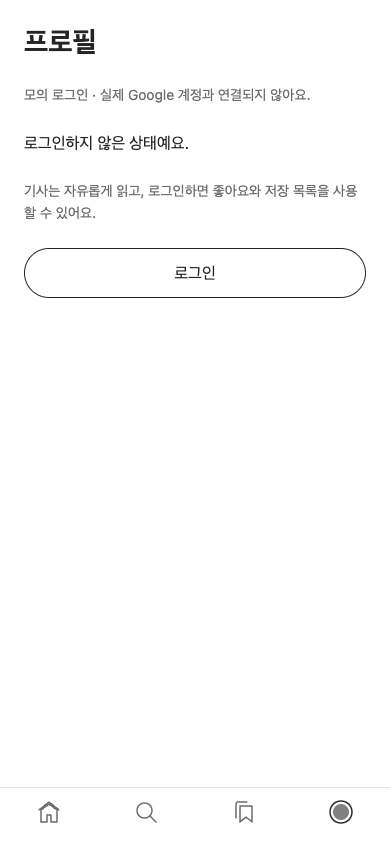 프로필
모의 로그인 · 실제 Google 계정과 연결되지 않아요.
로그인하지 않은 상태예요.
기사는 자유롭게 읽고, 로그인하면 좋아요와 저장 목록을 사용
할 수 있어요.
로그인